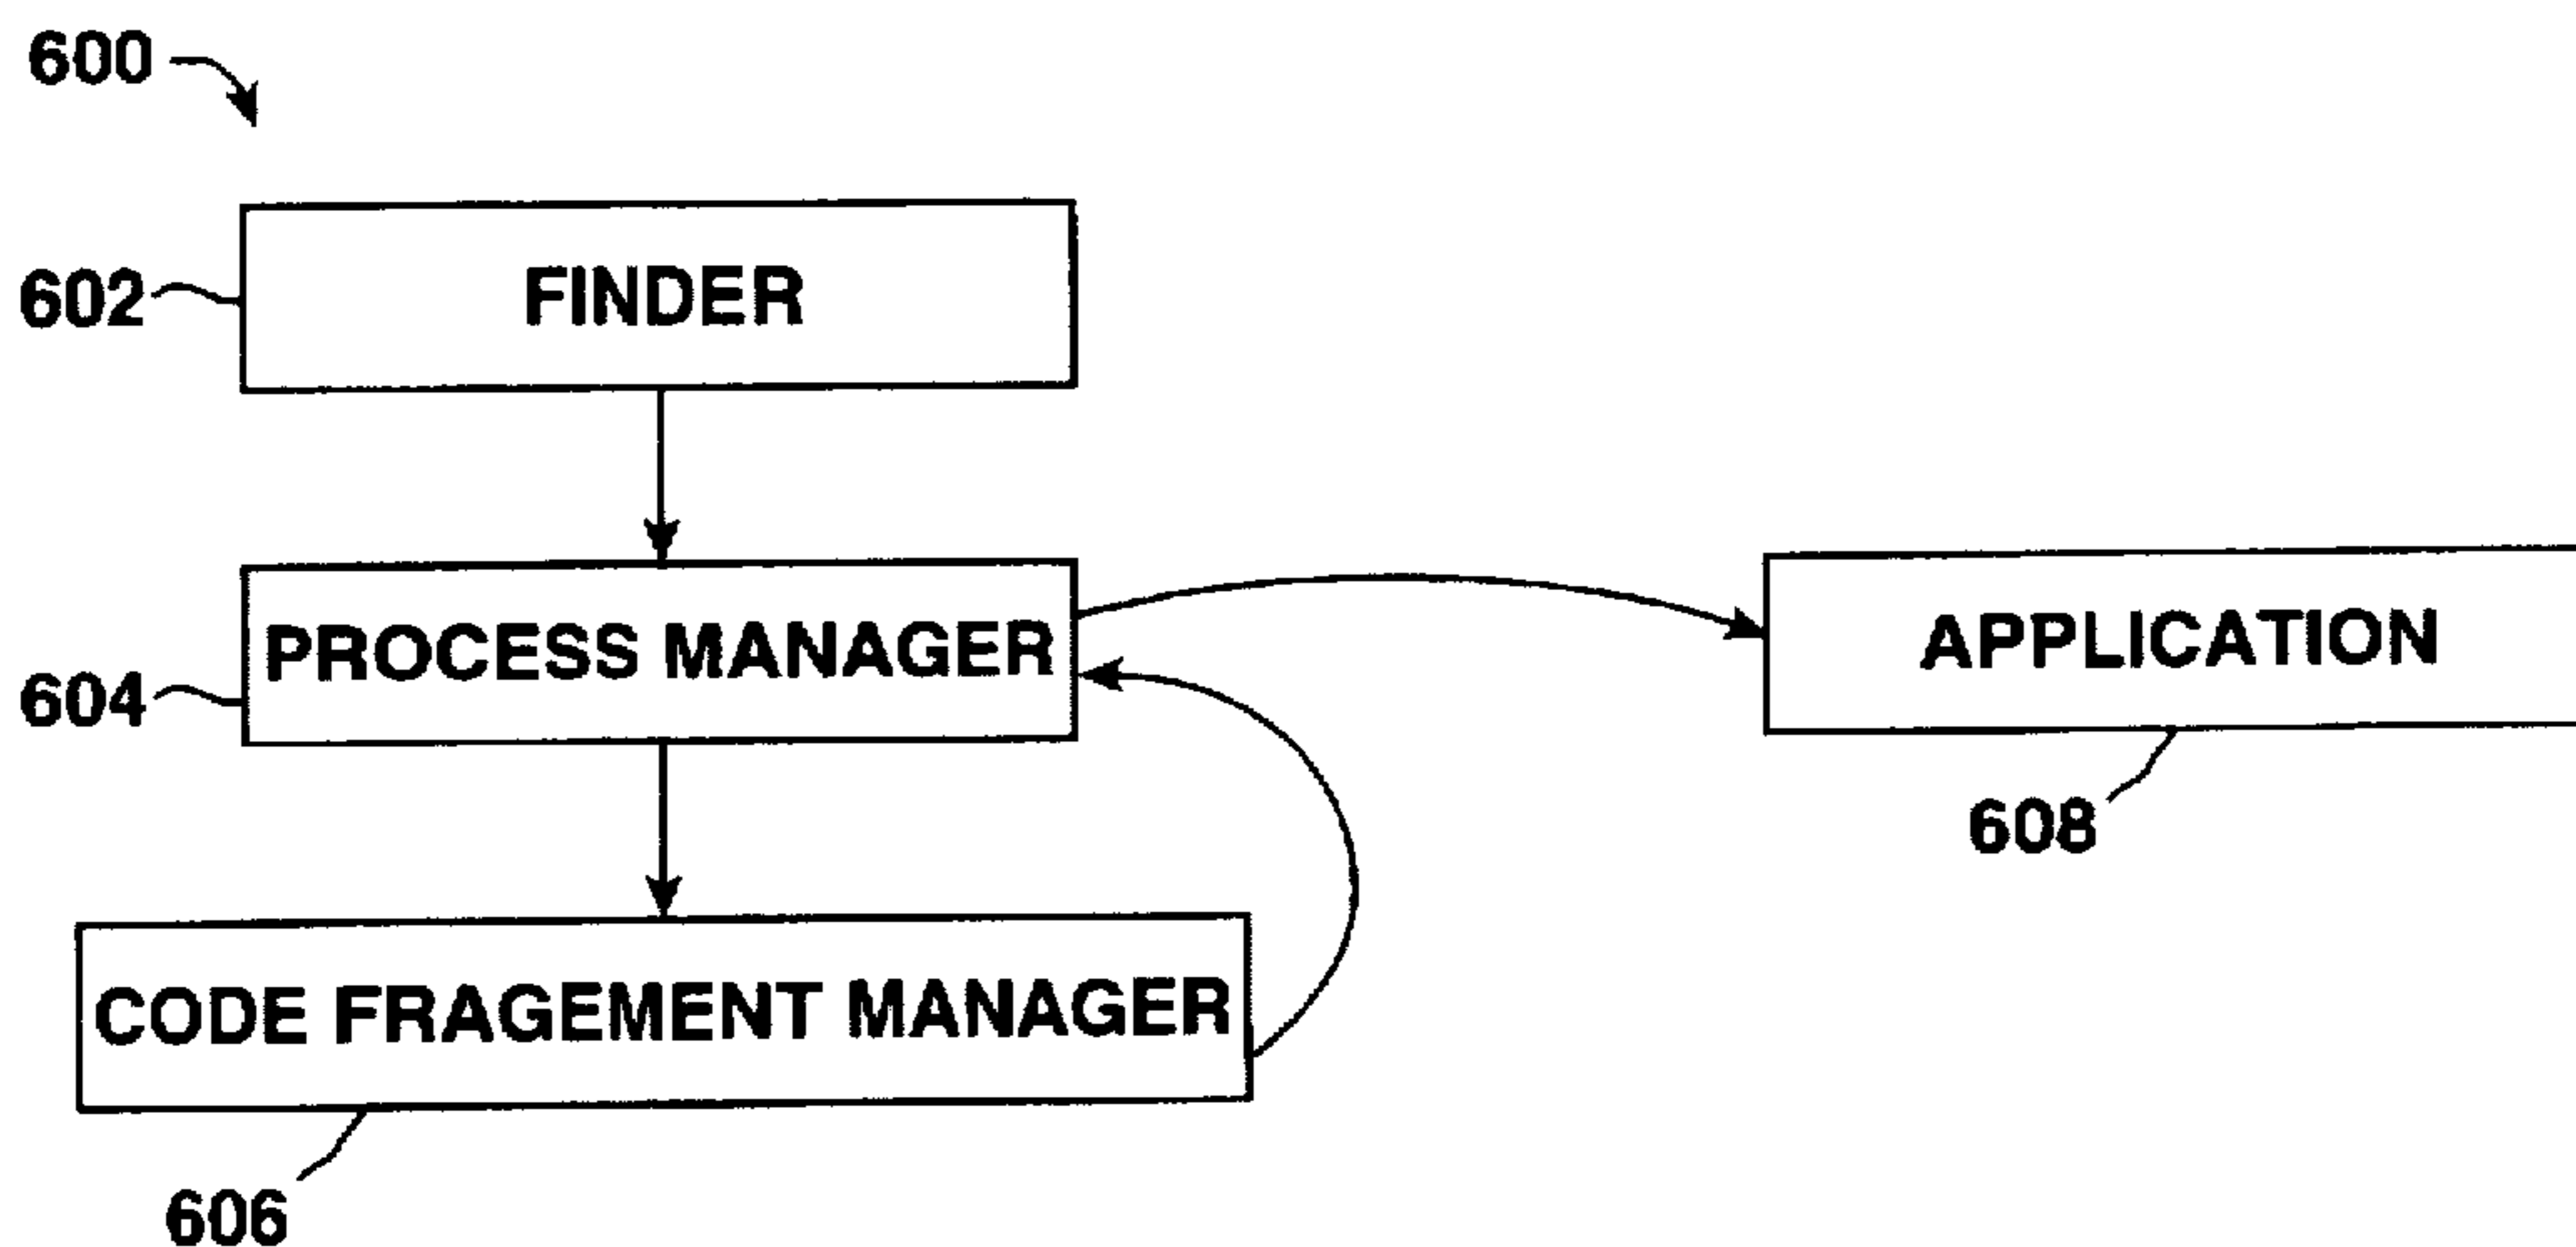 600
602
FINDER
604
PROCESS MANAGER
APPLICATION
608
CODE FRAGEMENT MANAGER
606